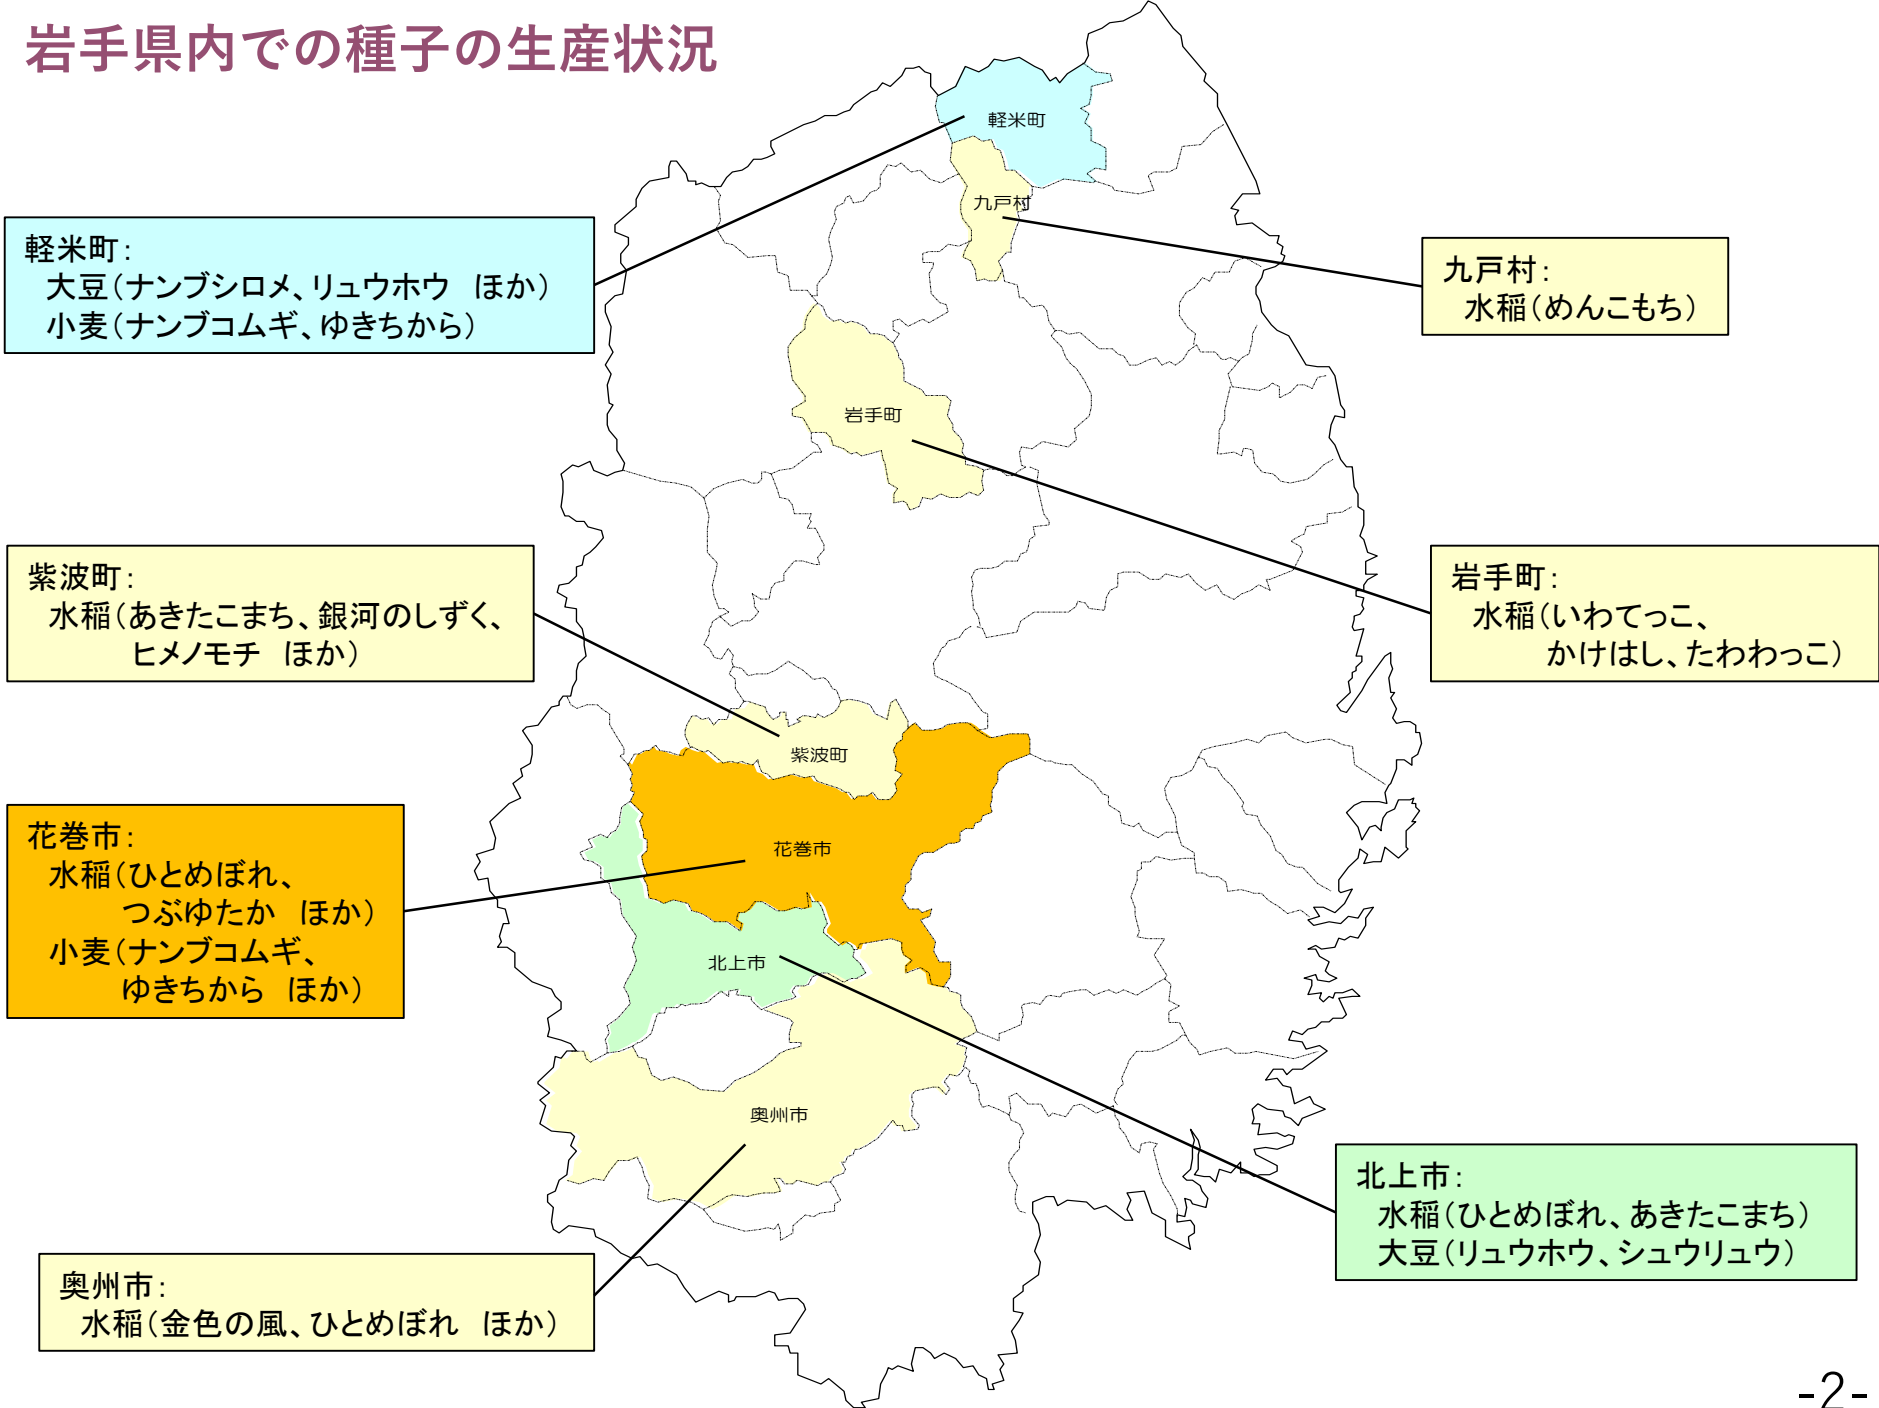 岩手県内での種子の生産状況
軽米町
九戸村
軽米町：
大豆（ナンブシロメ、リュウホウ　ほか）
小麦（ナンブコムギ、ゆきちから）
九戸村：
水稲（めんこもち）
岩手町
紫波町：
水稲（あきたこまち、銀河のしずく、
ヒメノモチ　ほか）
岩手町：
水稲（いわてっこ、
かけはし、たわわっこ）
紫波町
花巻市：
水稲（ひとめぼれ、
つぶゆたか　ほか）
小麦（ナンブコムギ、
ゆきちから　ほか）
花巻市
北上市
奥州市
北上市：
水稲（ひとめぼれ、あきたこまち）
大豆（リュウホウ、シュウリュウ）
奥州市：
水稲（金色の風、ひとめぼれ　ほか）
-2-